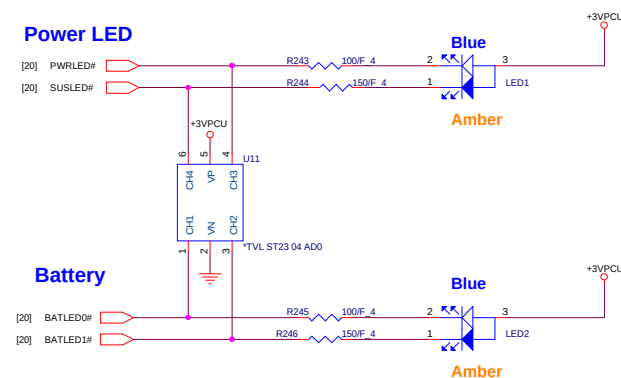 +3VPCU
Power LED
Blue
[20] PWRLED# R243 100/F_4 2 3
[20] SUSLED# R244 150/F_4 1 LED1
Amber
+3VPCU
6 5 4 U11
CH4 VP CH3
CH1 VN CH2
*TVL ST23 04 AD0
1 2 3
Battery
+3VPCU
Blue
[20] BATLED0# R245 100/F_4 2 3
[20] BATLED1# R246 150/F_4 1 LED2
Amber